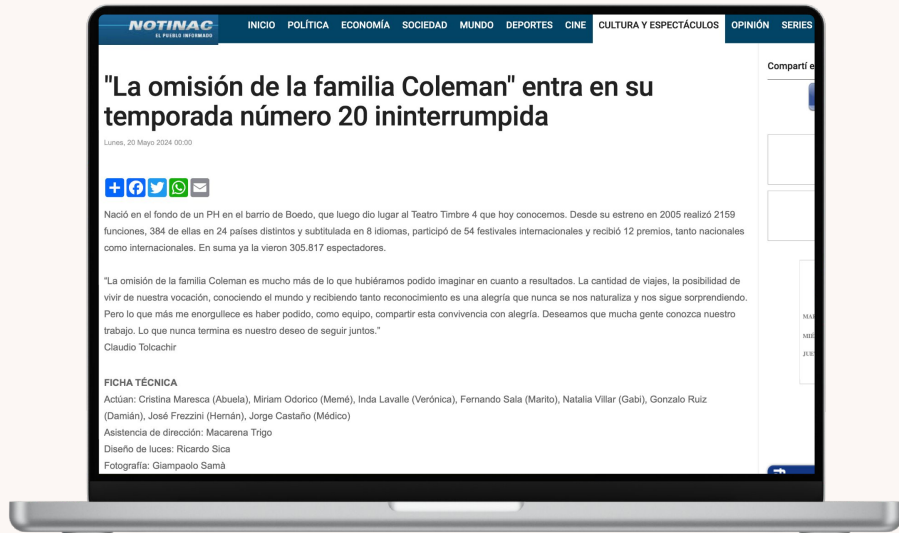 NOTINAC
EL PUEBLO INFORMADO
INICIO POLÍTICA ECONOMÍA SOCIEDAD MUNDO DEPORTES CINE CULTURA Y ESPECTÁCULOS OPINIÓN SERIES
Compartí e
"La omisión de la familia Coleman" entra en su
temporada número 20 ininterrumpida
Lunes, 20 Mayo 2024 00:00
Nació en el fondo de un PH en el barrio de Boedo, que luego dio lugar al Teatro Timbre 4 que hoy conocemos. Desde su estreno en 2005 realizó 2159
funciones, 384 de ellas en 24 países distintos y subtitulada en 8 idiomas, participó de 54 festivales internacionales y recibió 12 premios, tanto nacionales
como internacionales. En suma ya la vieron 305.817 espectadores.
"La omisión de la familia Coleman es mucho más de lo que hubiéramos podido imaginar en cuanto a resultados. La cantidad de viajes, la posibilidad de
vivir de nuestra vocación, conociendo el mundo y recibiendo tanto reconocimiento es una alegría que nunca se nos naturaliza y nos sigue sorprendiendo.
Pero lo que más me enorgullece es haber podido, como equipo, compartir esta convivencia con alegría. Deseamos que mucha gente conozca nuestro
trabajo. Lo que nunca termina es nuestro deseo de seguir juntos."
Claudio Tolcachir
FICHA TÉCNICA
Actúan: Cristina Maresca (Abuela), Miriam Odorico (Memé), Inda Lavalle (Verónica), Fernando Sala (Marito), Natalia Villar (Gabi), Gonzalo Ruiz
(Damián), José Frezzini (Hernán), Jorge Castaño (Médico)
Asistencia de dirección: Macarena Trigo
Diseño de luces: Ricardo Sica
Fotografía: Giampaolo Samà